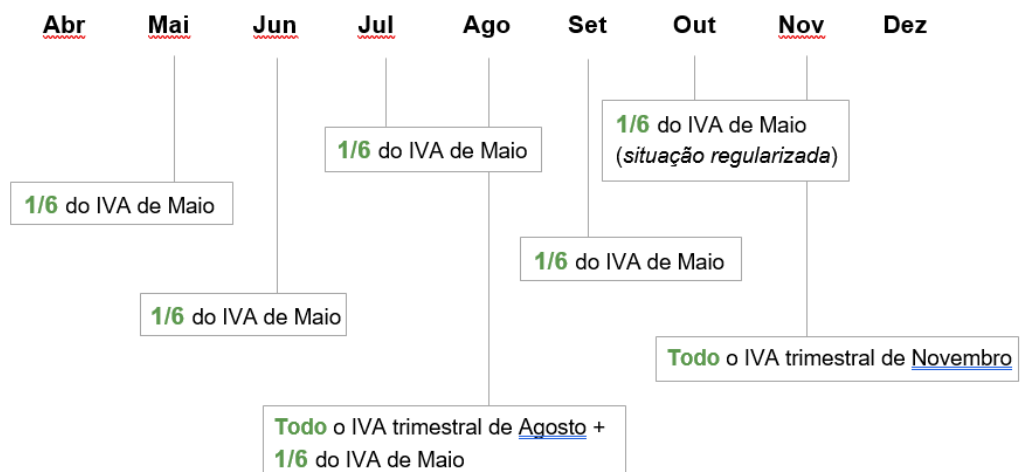 Abr Mai Jun Jul Ago Set Out Nov Dez
1/6 do IVA de Maio
(situação regularizada)
1/6 do IVA de Maio
1/6 do IVA de Maio
1/6 do IVA de Maio
1/6 do IVA de Maio
Todo o IVA trimestral de Novembro
Todo o IVA trimestral de Agosto +
1/6 do IVA de Maio